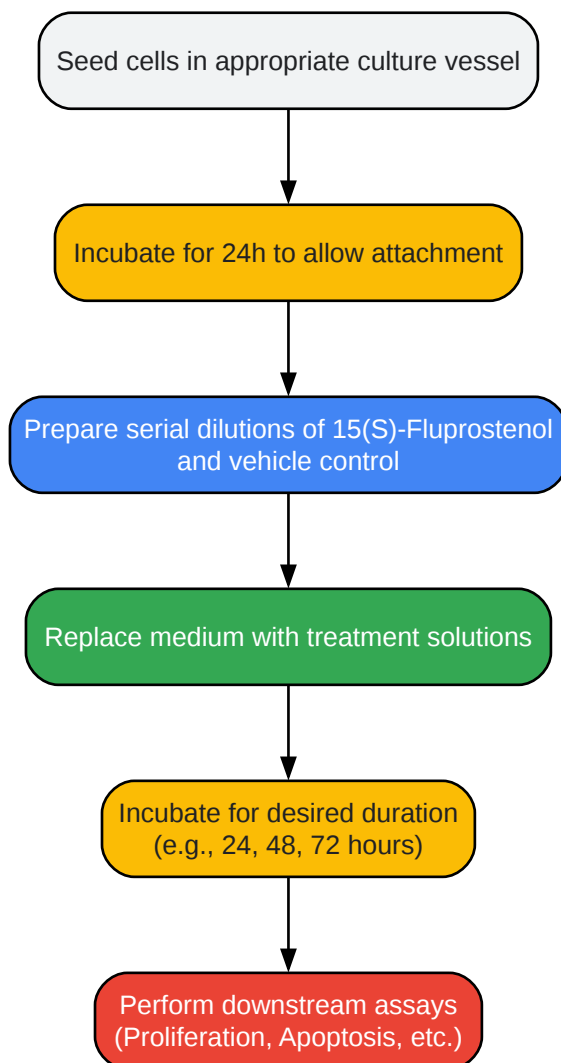 Seed cells in appropriate culture vessel
Incubate for 24h to allow attachment
Prepare serial dilutions of 15(S)-Fluprostenol
and vehicle control
Replace medium with treatment solutions
Incubate for desired duration
(e.g., 24, 48, 72 hours)
Perform downstream assays
(Proliferation, Apoptosis, etc.)